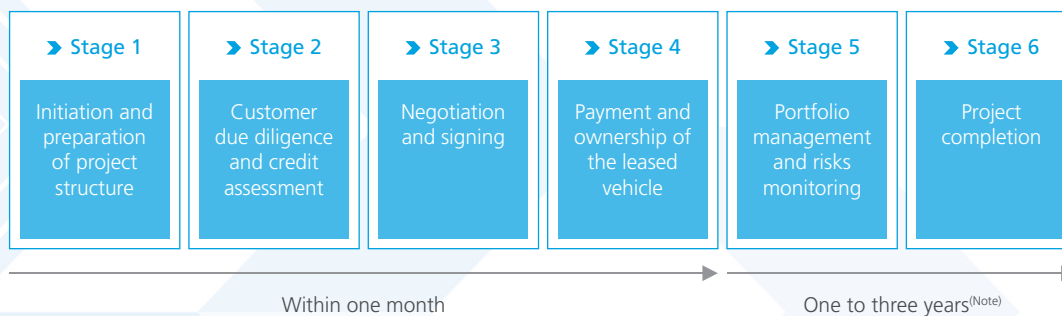 Stage 1
Initiation and
preparation
of project
structure
Stage 2
Customer
due diligence
and credit
assessment
Stage 3
Negotiation
and signing
Stage 4
Payment and
ownership of
the leased
vehicle
Stage 5
Portfolio
management
and risks
monitoring
Stage 6
Project
completion
Within one month
One to three years(Note)